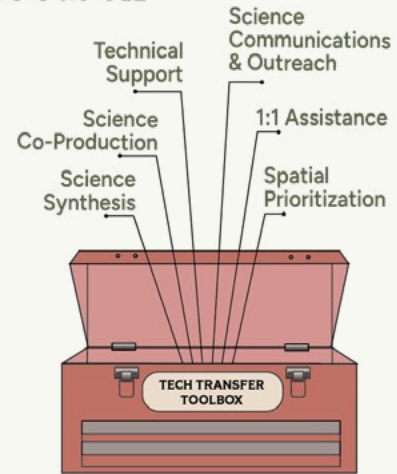 Science
Communications
& Outreach
Technical
Support
Science
Co-Production
1:1 Assistance
Science
Synthesis
Spatial
Prioritization
TECH TRANSFER
TOOLBOX